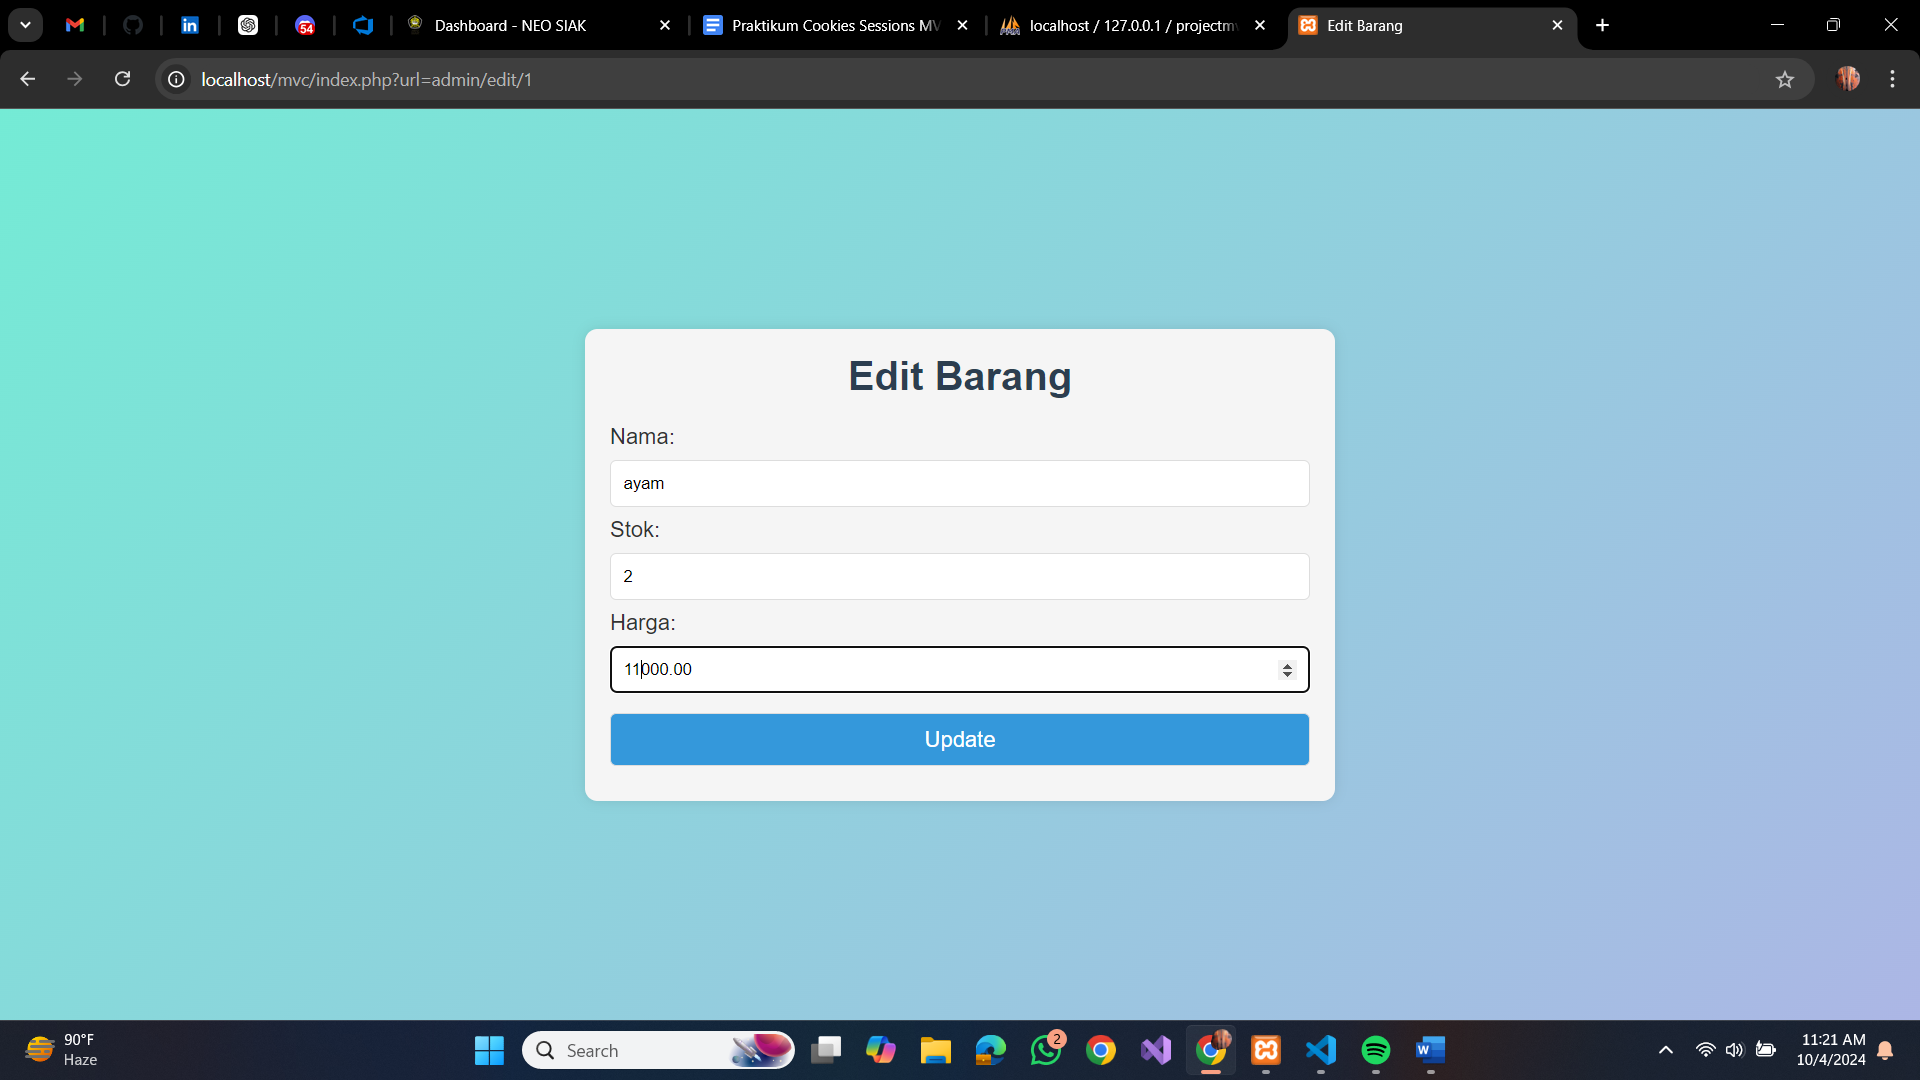 54
Dashboard - NEO SIAK
Praktikum Cookies Sessions MV
localhost / 127.0.0.1 / projectmv
Edit Barang
localhost/mvc/index.php?url=admin/edit/1
Edit Barang
Nama:
ayam
Stok:
2
Harga:
11000.00
Update
90°F
Haze
Search
2
11:21 AM
10/4/2024